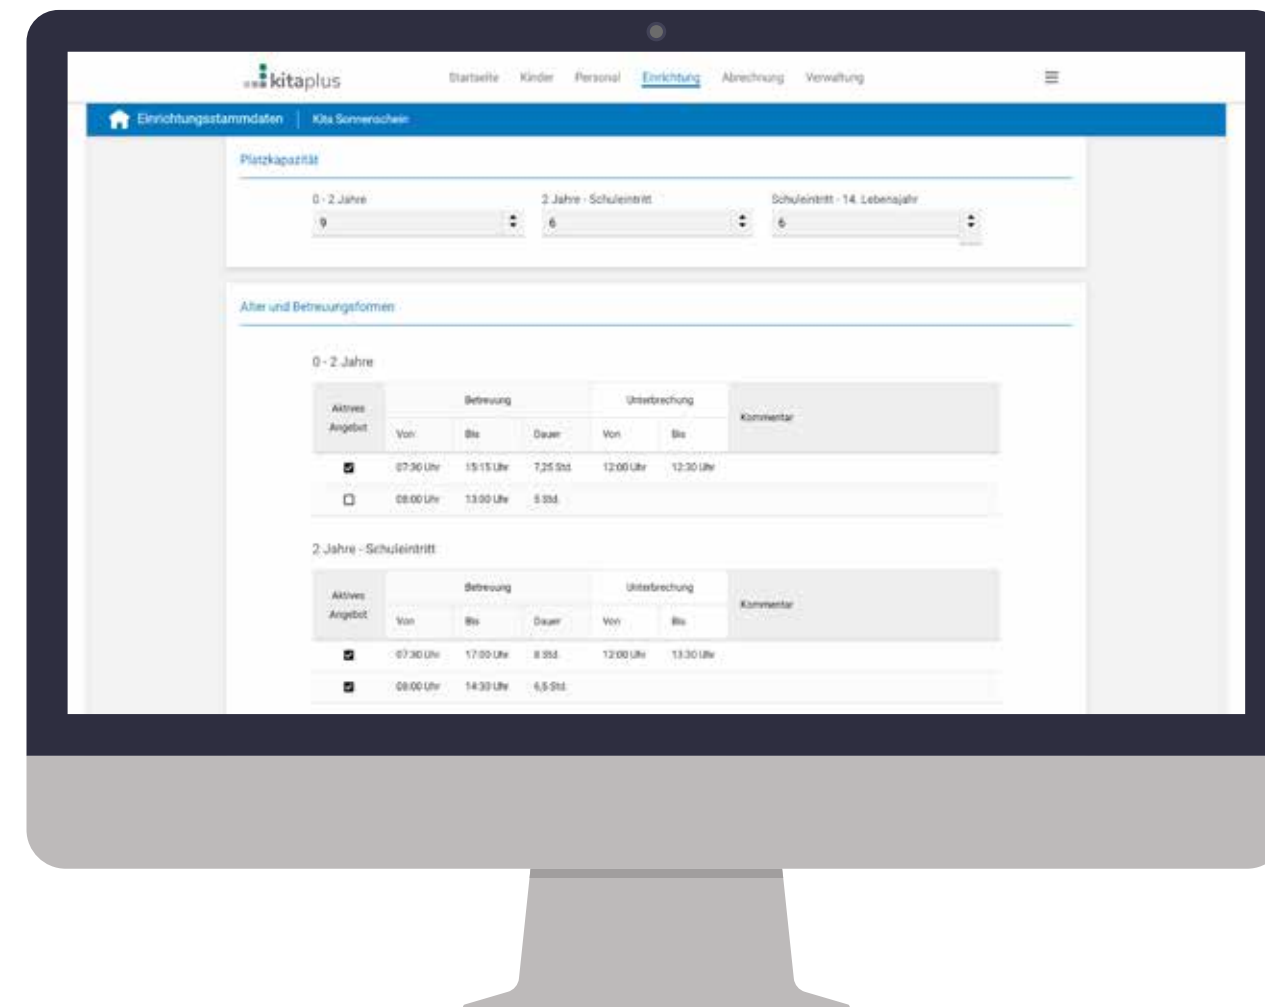 kitaplus
Startseite Kinder Personal Einrichtung Abrechnung Verwaltung
Einrichtungsstammdaten Kita Sonnenschein
Platzkapazität
0 - 2 Jahre 2 Jahre - Schuleintritt Schuleintritt - 14. Lebensjahr
9 6 6
Alter und Betreuungsformen
0 - 2 Jahre
Aktives Angebot Betreuung Unterbrechung Kommentar
Von Bis Dauer Von Bis
07:30 Uhr 15:15 Uhr 7,25 Std. 12:00 Uhr 12:30 Uhr
08:00 Uhr 13:00 Uhr 5 Std.
2 Jahre - Schuleintritt
Aktives Angebot Betreuung Unterbrechung Kommentar
Von Bis Dauer Von Bis
07:30 Uhr 17:00 Uhr 8 Std. 12:00 Uhr 13:30 Uhr
08:00 Uhr 14:30 Uhr 6,5 Std.